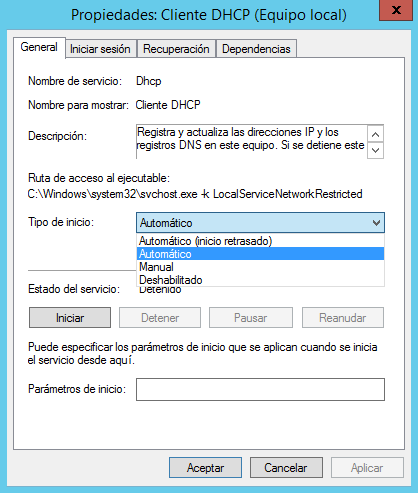 Propiedades: Cliente DHCP (Equipo local)
x
General Iniciar sesión Recuperación Dependencias
Nombre de servicio: Dhcp
Nombre para mostrar: Cliente DHCP
Descripción: Registra y actualiza las direcciones IP y los
registros DNS en este equipo. Si se detiene este
Ruta de acceso al ejecutable:
C:\Windows\system32\svchost.exe -k LocalServiceNetworkRestricted
Tipo de inicio: Automático
Automático (inicio retrasado)
Automático
Manual
Deshabilitado
Estado del servicio: Detenido
Iniciar Detener Pausar Reanudar
Puede especificar los parámetros de inicio que se aplican cuando se inicia
el servicio desde aquí.
Parámetros de inicio:
Aceptar Cancelar Aplicar